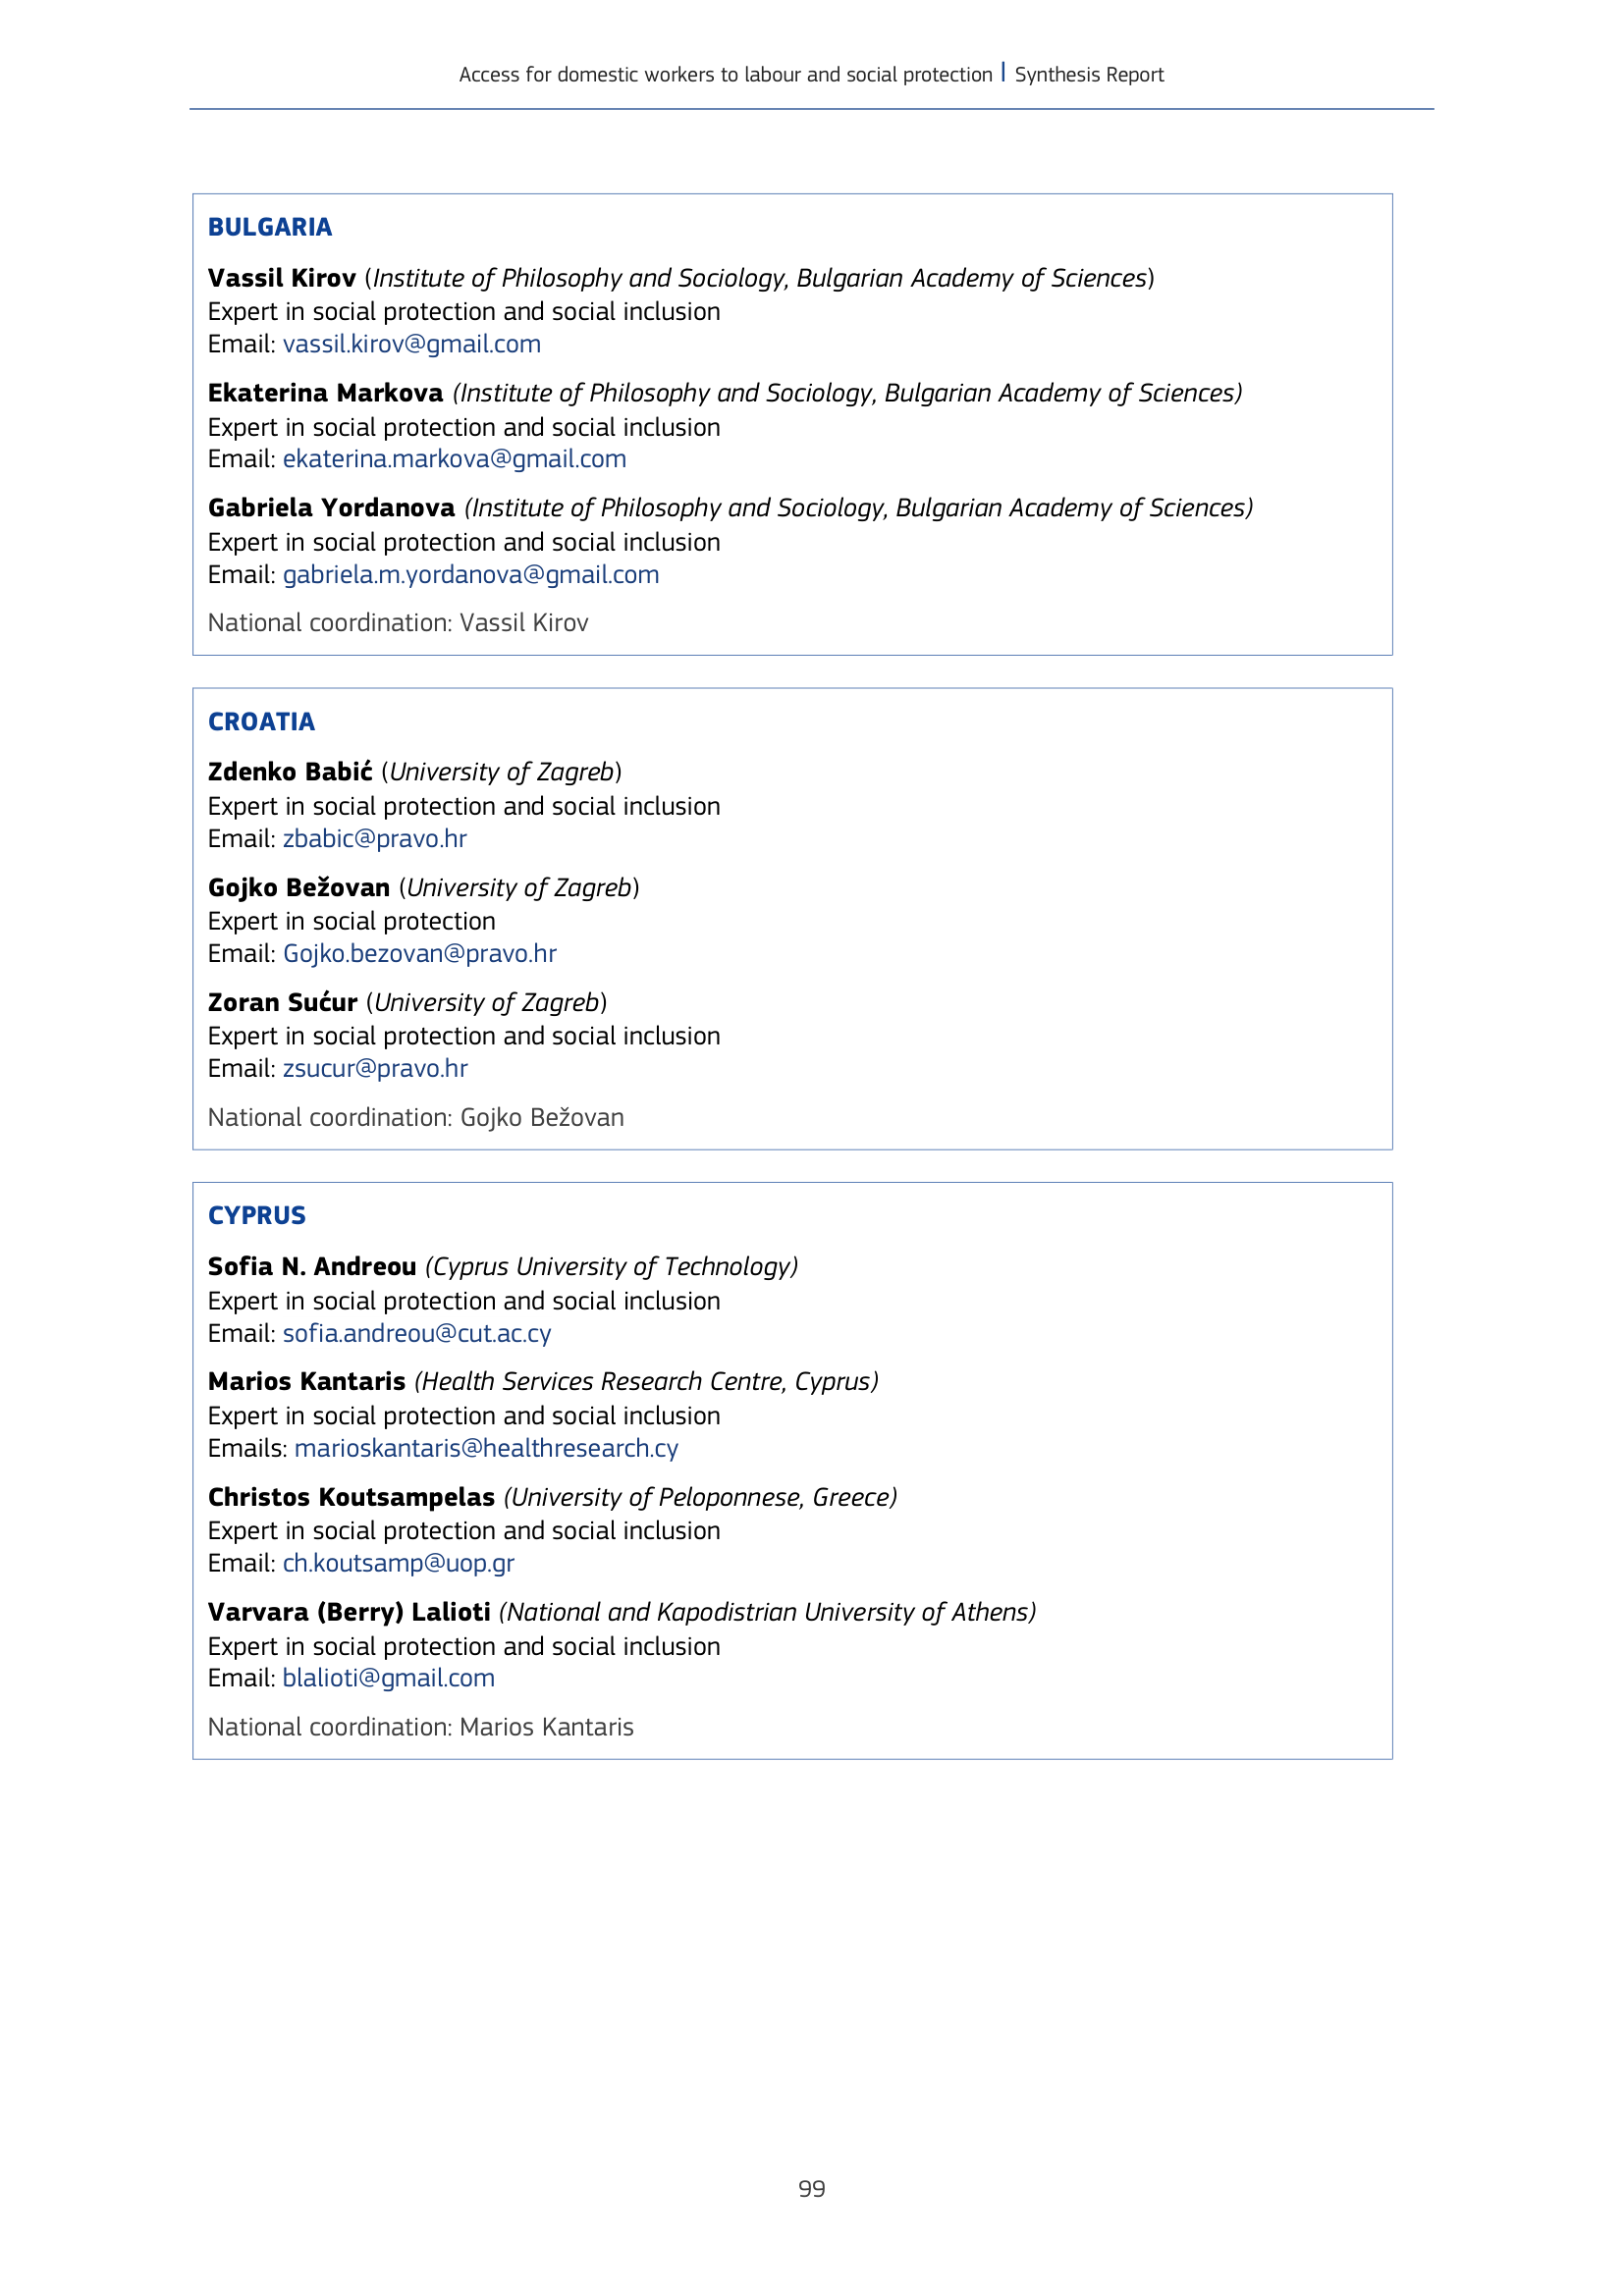 Access for domestic workers to labour and social protection | Synthesis Report
BULGARIA
Vassil Kirov (Institute of Philosophy and Sociology, Bulgarian Academy of Sciences)
Expert in social protection and social inclusion
Email: vassil.kirov@gmail.com
Ekaterina Markova (Institute of Philosophy and Sociology, Bulgarian Academy of Sciences)
Expert in social protection and social inclusion
Email: ekaterina.markova@gmail.com
Gabriela Yordanova (Institute of Philosophy and Sociology, Bulgarian Academy of Sciences)
Expert in social protection and social inclusion
Email: gabriela.m.yordanova@gmail.com
National coordination: Vassil Kirov
CROATIA
Zdenko Babić (University of Zagreb)
Expert in social protection and social inclusion
Email: zbabic@pravo.hr
Gojko Bežovan (University of Zagreb)
Expert in social protection
Email: Gojko.bezovan@pravo.hr
Zoran Sućur (University of Zagreb)
Expert in social protection and social inclusion
Email: zsucur@pravo.hr
National coordination: Gojko Bežovan
CYPRUS
Sofia N. Andreou (Cyprus University of Technology)
Expert in social protection and social inclusion
Email: sofia.andreou@cut.ac.cy
Marios Kantaris (Health Services Research Centre, Cyprus)
Expert in social protection and social inclusion
Emails: marioskantaris@healthresearch.cy
Christos Koutsampelas (University of Peloponnese, Greece)
Expert in social protection and social inclusion
Email: ch.koutsamp@uop.gr
Varvara (Berry) Lalioti (National and Kapodistrian University of Athens)
Expert in social protection and social inclusion
Email: blalioti@gmail.com
National coordination: Marios Kantaris
99